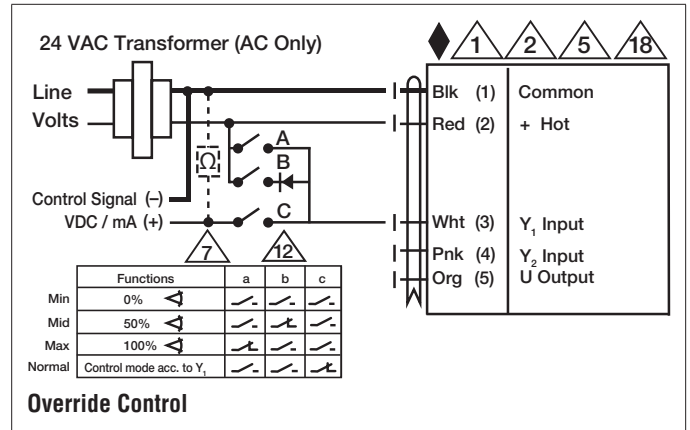 24 VAC Transformer (AC Only)
1 2 5 18
Line
Volts
Blk (1) Common
Red (2) + Hot
A
B
C
Ω
Control Signal (–)
VDC / mA (+)
Wht (3) Y1 Input
Pnk (4) Y2 Input
Org (5) U Output
7 12
Functions a b c
Min 0%
Mid 50%
Max 100%
Normal Control mode acc. to Y1
Override Control